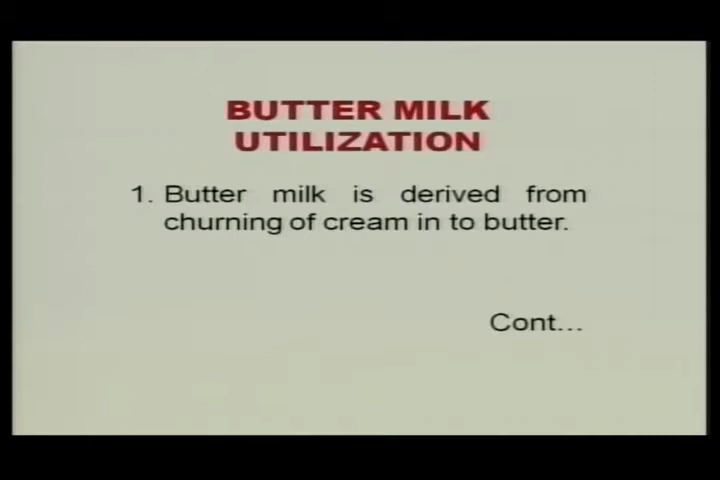 BUTTER MILK
UTILIZATION
1. Butter milk is derived from
churning of cream in to butter.
Cont...